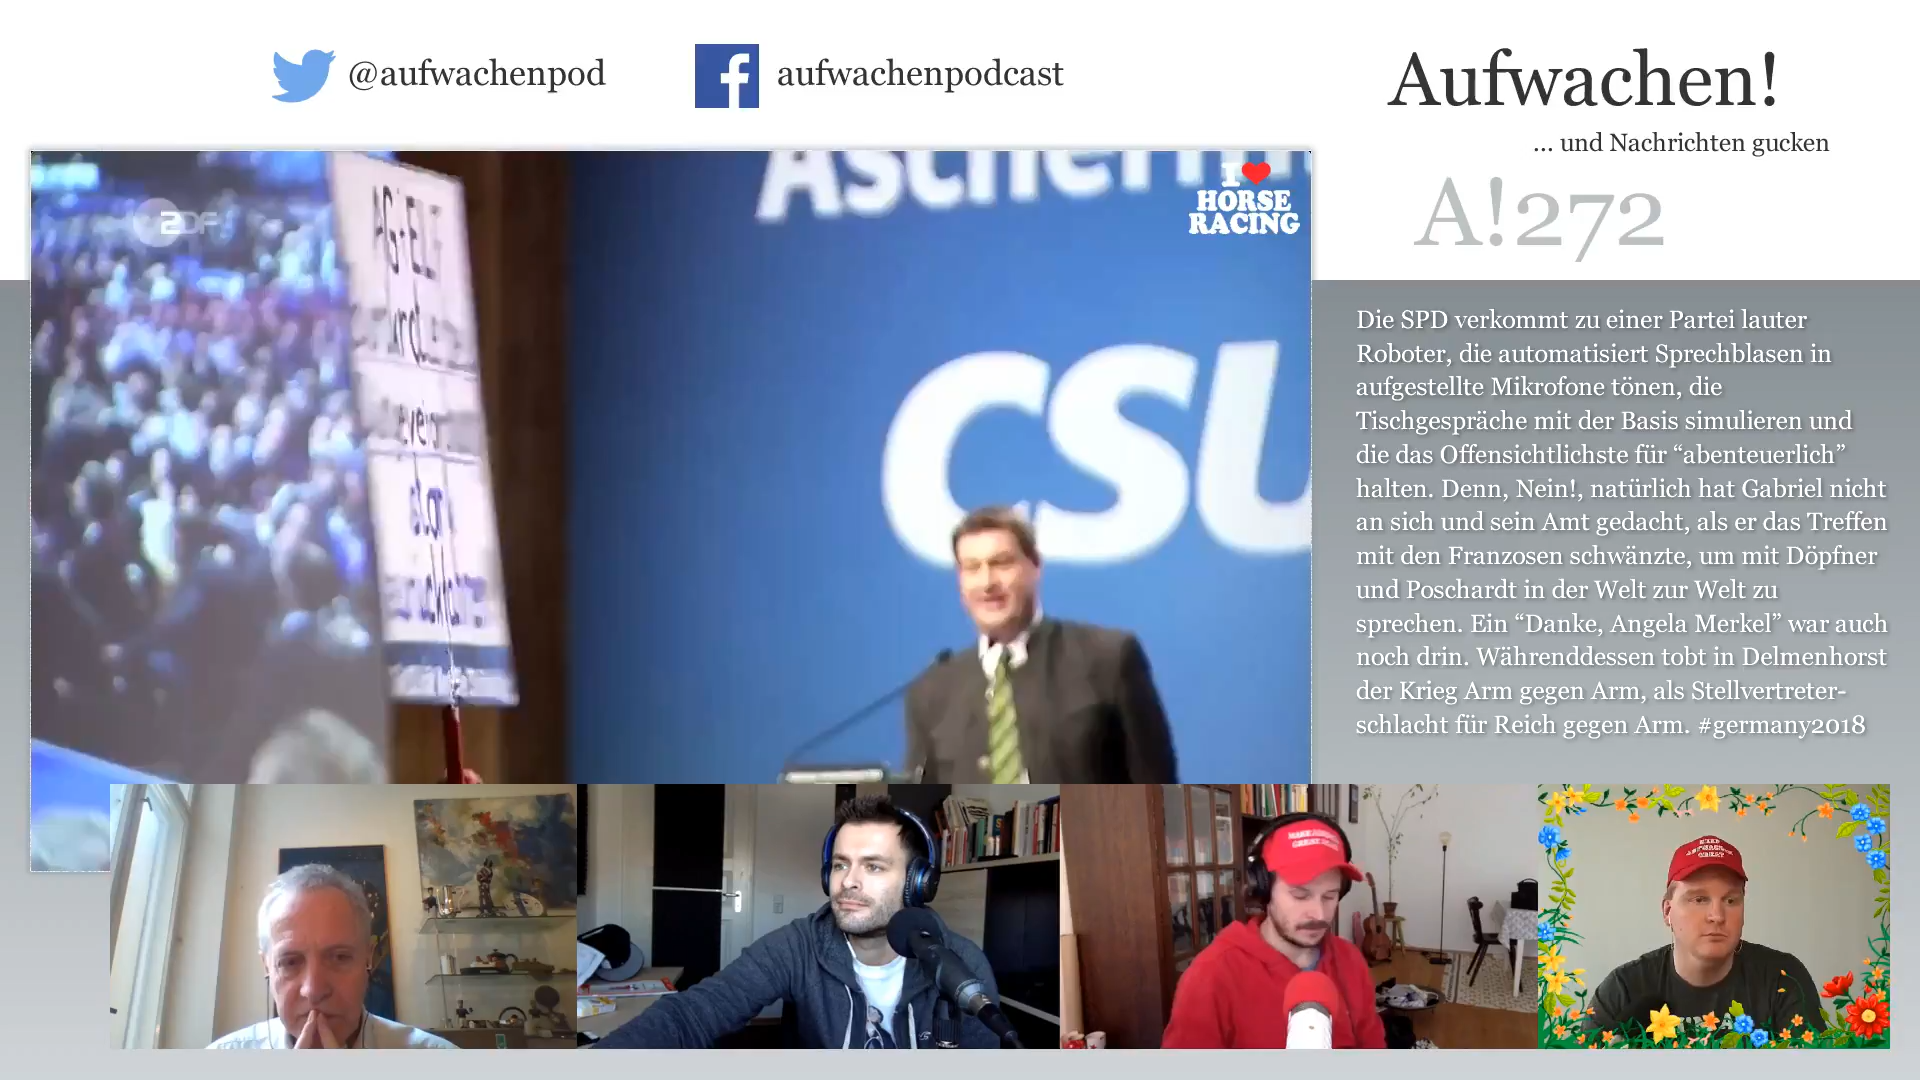 @aufwachenpod
aufwachenpodcast
Aufwachen!
... und Nachrichten gucken
A!272
ZDF
I
HORSE
RACING
CSU
Die SPD verkommt zu einer Partei lauter
Roboter, die automatisiert Sprechblasen in
aufgestellte Mikrofone tönen, die
Tischgespräche mit der Basis simulieren und
die das Offensichtlichste für “abenteuerlich”
halten. Denn, Nein!, natürlich hat Gabriel nicht
an sich und sein Amt gedacht, als er das Treffen
mit den Franzosen schwänzte, um mit Döpfner
und Poschardt in der Welt zur Welt zu
sprechen. Ein “Danke, Angela Merkel” war auch
noch drin. Währenddessen tobt in Delmenhorst
der Krieg Arm gegen Arm, als Stellvertreter-
schlacht für Reich gegen Arm. #germany2018